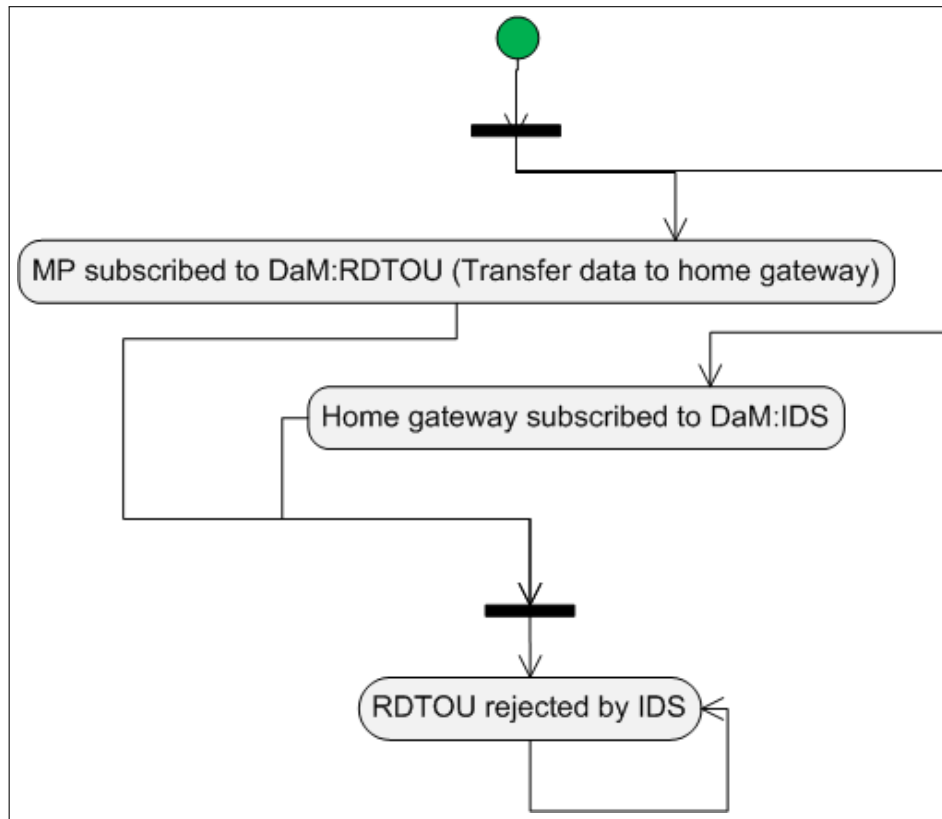 MP subscribed to DaM:RDTOU (Transfer data to home gateway)
Home gateway subscribed to DaM:IDS
RDTOU rejected by IDS